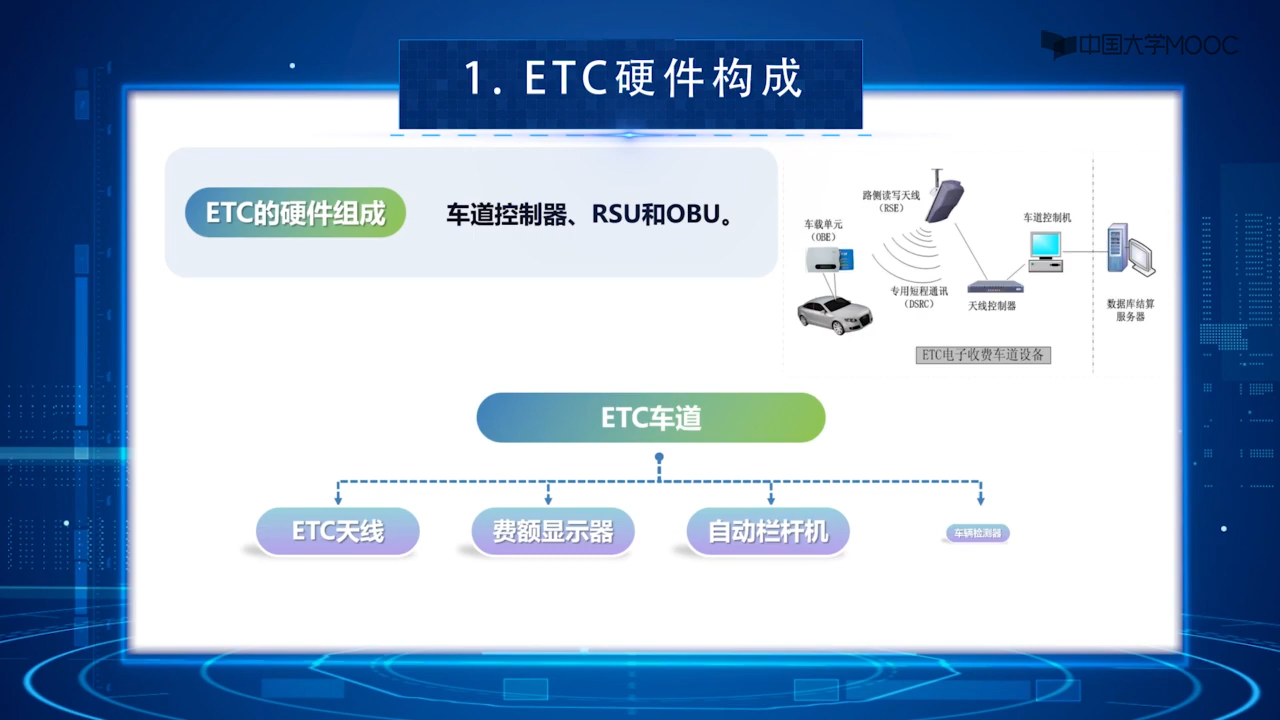 中国大学MOOC
1. ETC硬件构成
ETC的硬件组成
车道控制器、RSU和OBU。
路侧读写天线
（RSE）
车载单元
（OBE）
车道控制机
专用短程通讯
（DSRC）
天线控制器
数据库结算
服务器
ETC电子收费车道设备
ETC车道
ETC天线
费额显示器
自动栏杆机
车辆检测器